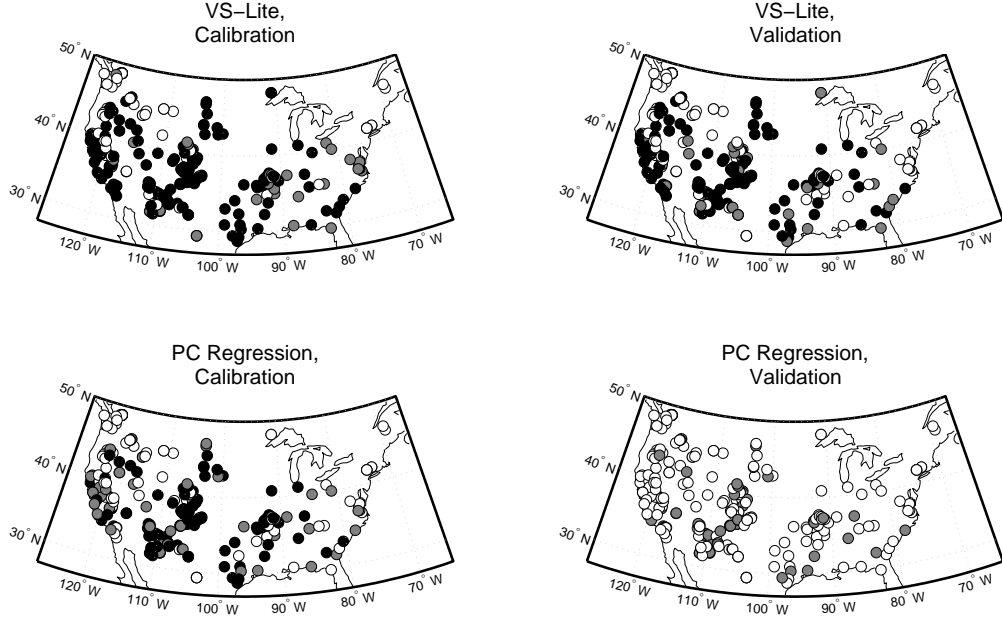 VS−Lite,
Calibration
50° N
40° N
30° N
120° W
110° W
100° W
90° W
80° W
70° W
VS−Lite,
Validation
50° N
40° N
30° N
120° W
110° W
100° W
90° W
80° W
70° W
PC Regression,
Calibration
50° N
40° N
30° N
120° W
110° W
100° W
90° W
80° W
70° W
PC Regression,
Validation
50° N
40° N
30° N
120° W
110° W
100° W
90° W
80° W
70° W